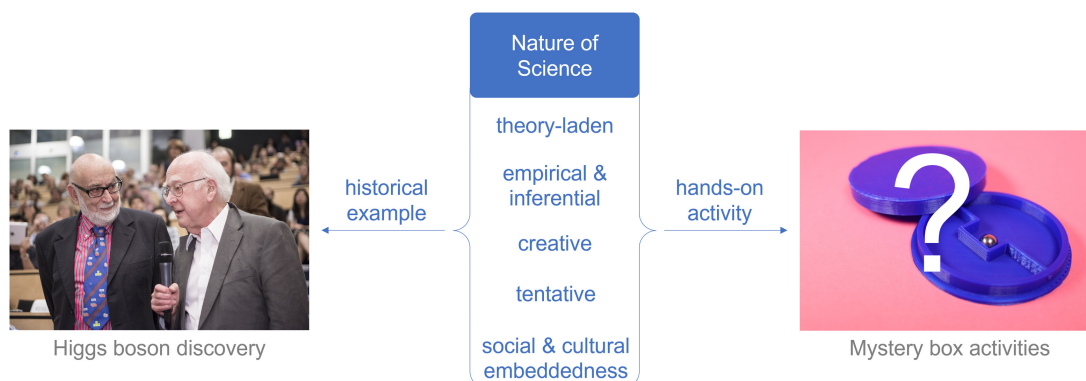 Nature of
Science
theory-laden
empirical &
inferential
creative
tentative
social & cultural
embeddedness
historical
example
hands-on
activity
?
Higgs boson discovery
Mystery box activities